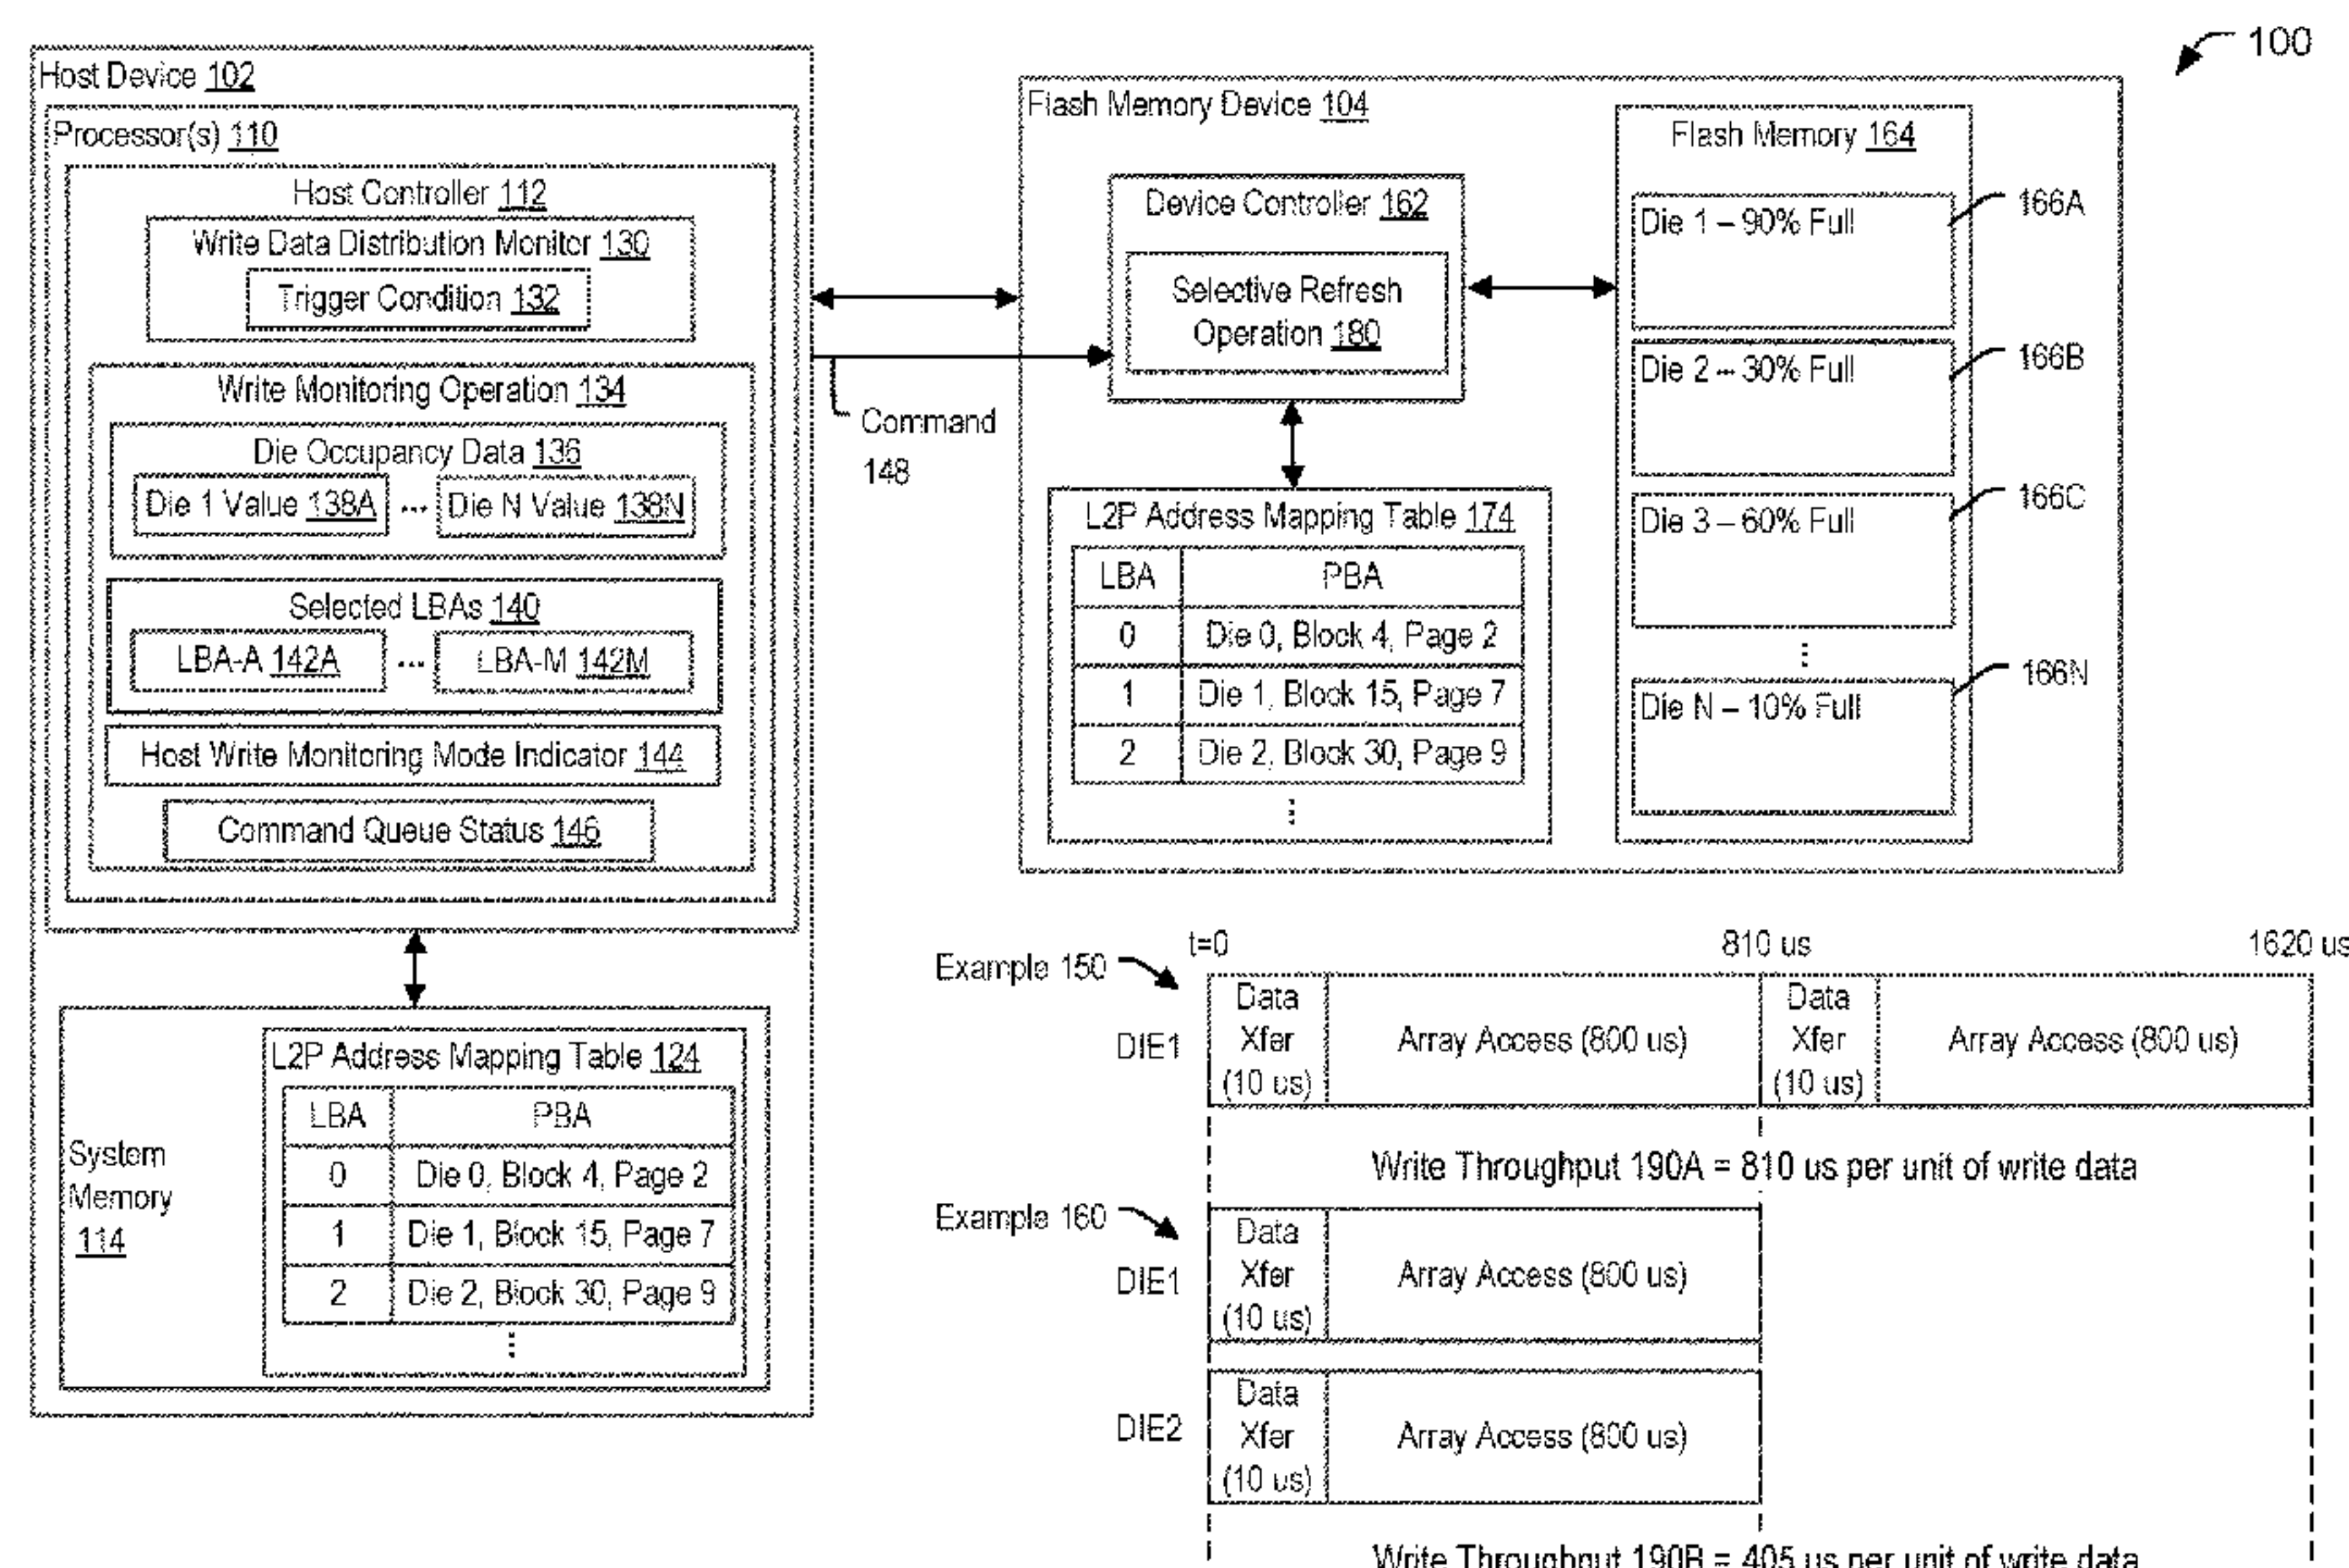 100
Host Device 102
Processor(s) 110
Host Controller 112
Write Data Distribution Monitor 130
Trigger Condition 132
Write Monitoring Operation 134
Die Occupancy Data 136
Die 1 Value 138A ... Die N Value 138N
Selected LBAs 140
LBA-A 142A ... LBA-M 142M
Host Write Monitoring Mode Indicator 144
Command Queue Status 146
System
Memory
114
L2P Address Mapping Table 124
LBA PBA
0 Die 0, Block 4, Page 2
1 Die 1, Block 15, Page 7
2 Die 2, Block 30, Page 9
⋮
Command
148
Flash Memory Device 104
Device Controller 162
Selective Refresh
Operation 180
L2P Address Mapping Table 174
LBA PBA
0 Die 0, Block 4, Page 2
1 Die 1, Block 15, Page 7
2 Die 2, Block 30, Page 9
⋮
Flash Memory 164
Die 1 – 90% Full
166A
Die 2 – 30% Full
166B
Die 3 – 60% Full
166C
⋮
Die N – 10% Full
166N
t=0 810 us 1620 us
Example 150
DIE1
Data
Xfer
(10 us)
Array Access (800 us)
Data
Xfer
(10 us)
Array Access (800 us)
Write Throughput 190A = 810 us per unit of write data
Example 160
DIE1
Data
Xfer
(10 us)
Array Access (800 us)
DIE2
Data
Xfer
(10 us)
Array Access (800 us)
Write Throughput 190B = 405 us per unit of write data